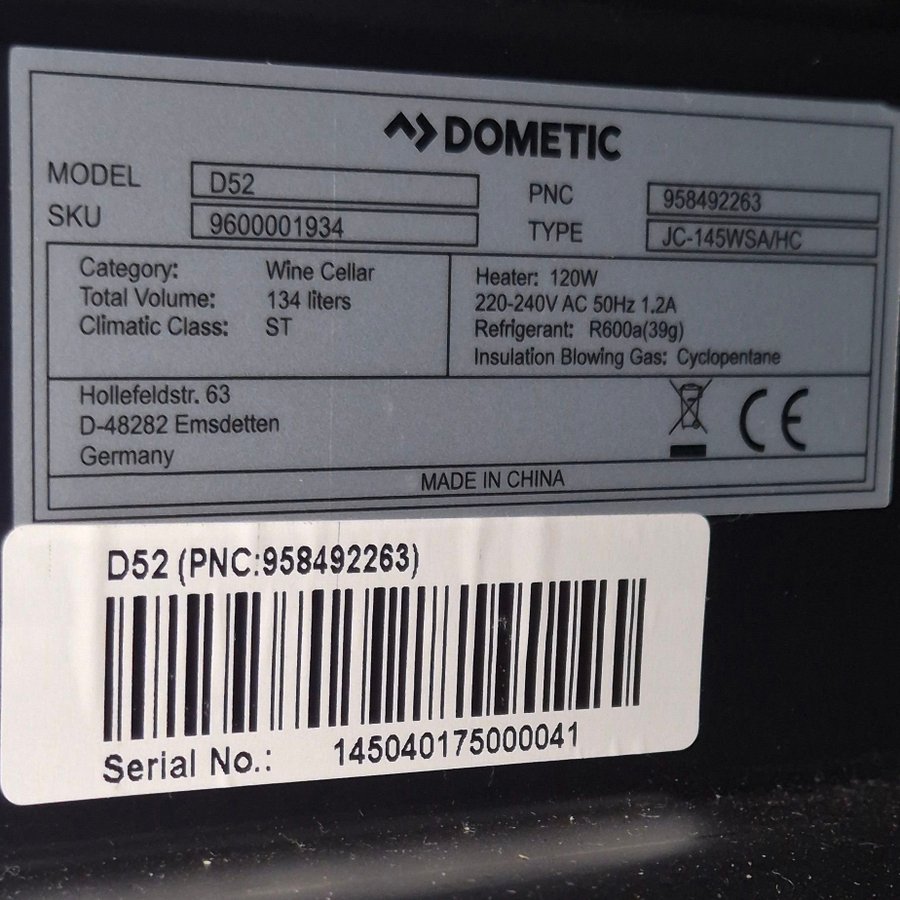 DOMETIC
MODEL D52
SKU 9600001934
PNC 958492263
TYPE JC-145WSA/HC
Category: Wine Cellar
Total Volume: 134 liters
Climatic Class: ST
Heater: 120W
220-240V AC 50Hz 1.2A
Refrigerant: R600a(39g)
Insulation Blowing Gas: Cyclopentane
Hollefeldstr. 63
D-48282 Emsdetten
Germany
CE
MADE IN CHINA
D52 (PNC:958492263)
Serial No.: 145040175000041